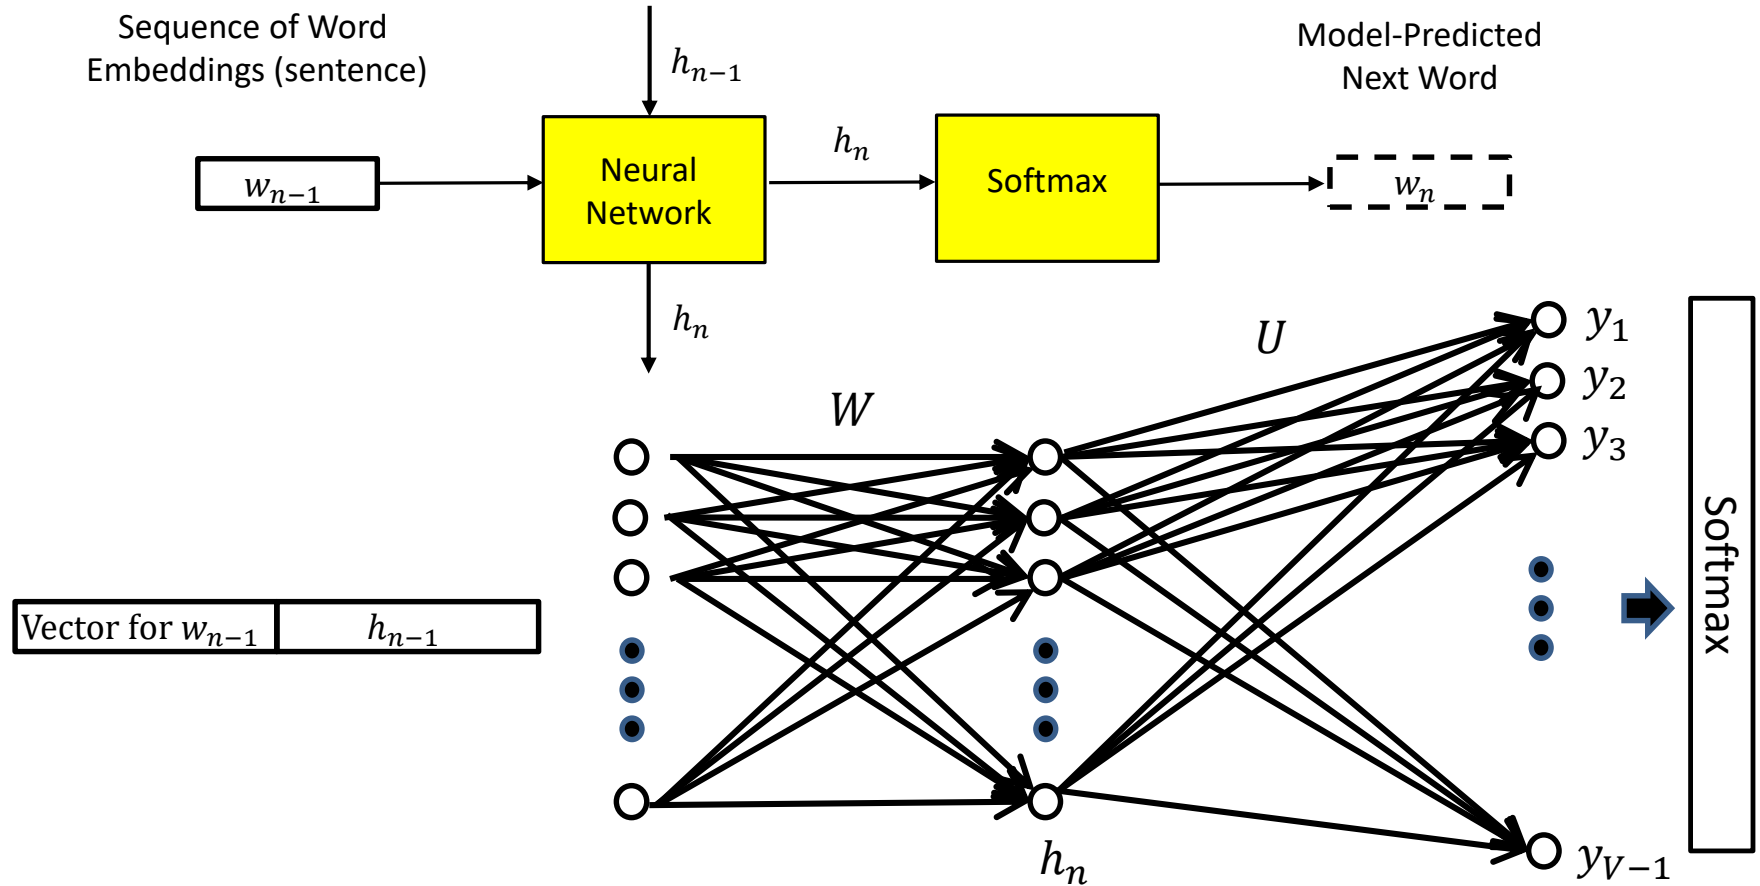 Sequence of Word
Embeddings (sentence)
h_{n-1}
Model-Predicted
Next Word
w_{n-1}
Neural
Network
h_n
Softmax
w_n
h_n
U
y_1
y_2
y_3
W
Softmax
Vector for w_{n-1}
h_{n-1}
h_n
y_{V-1}